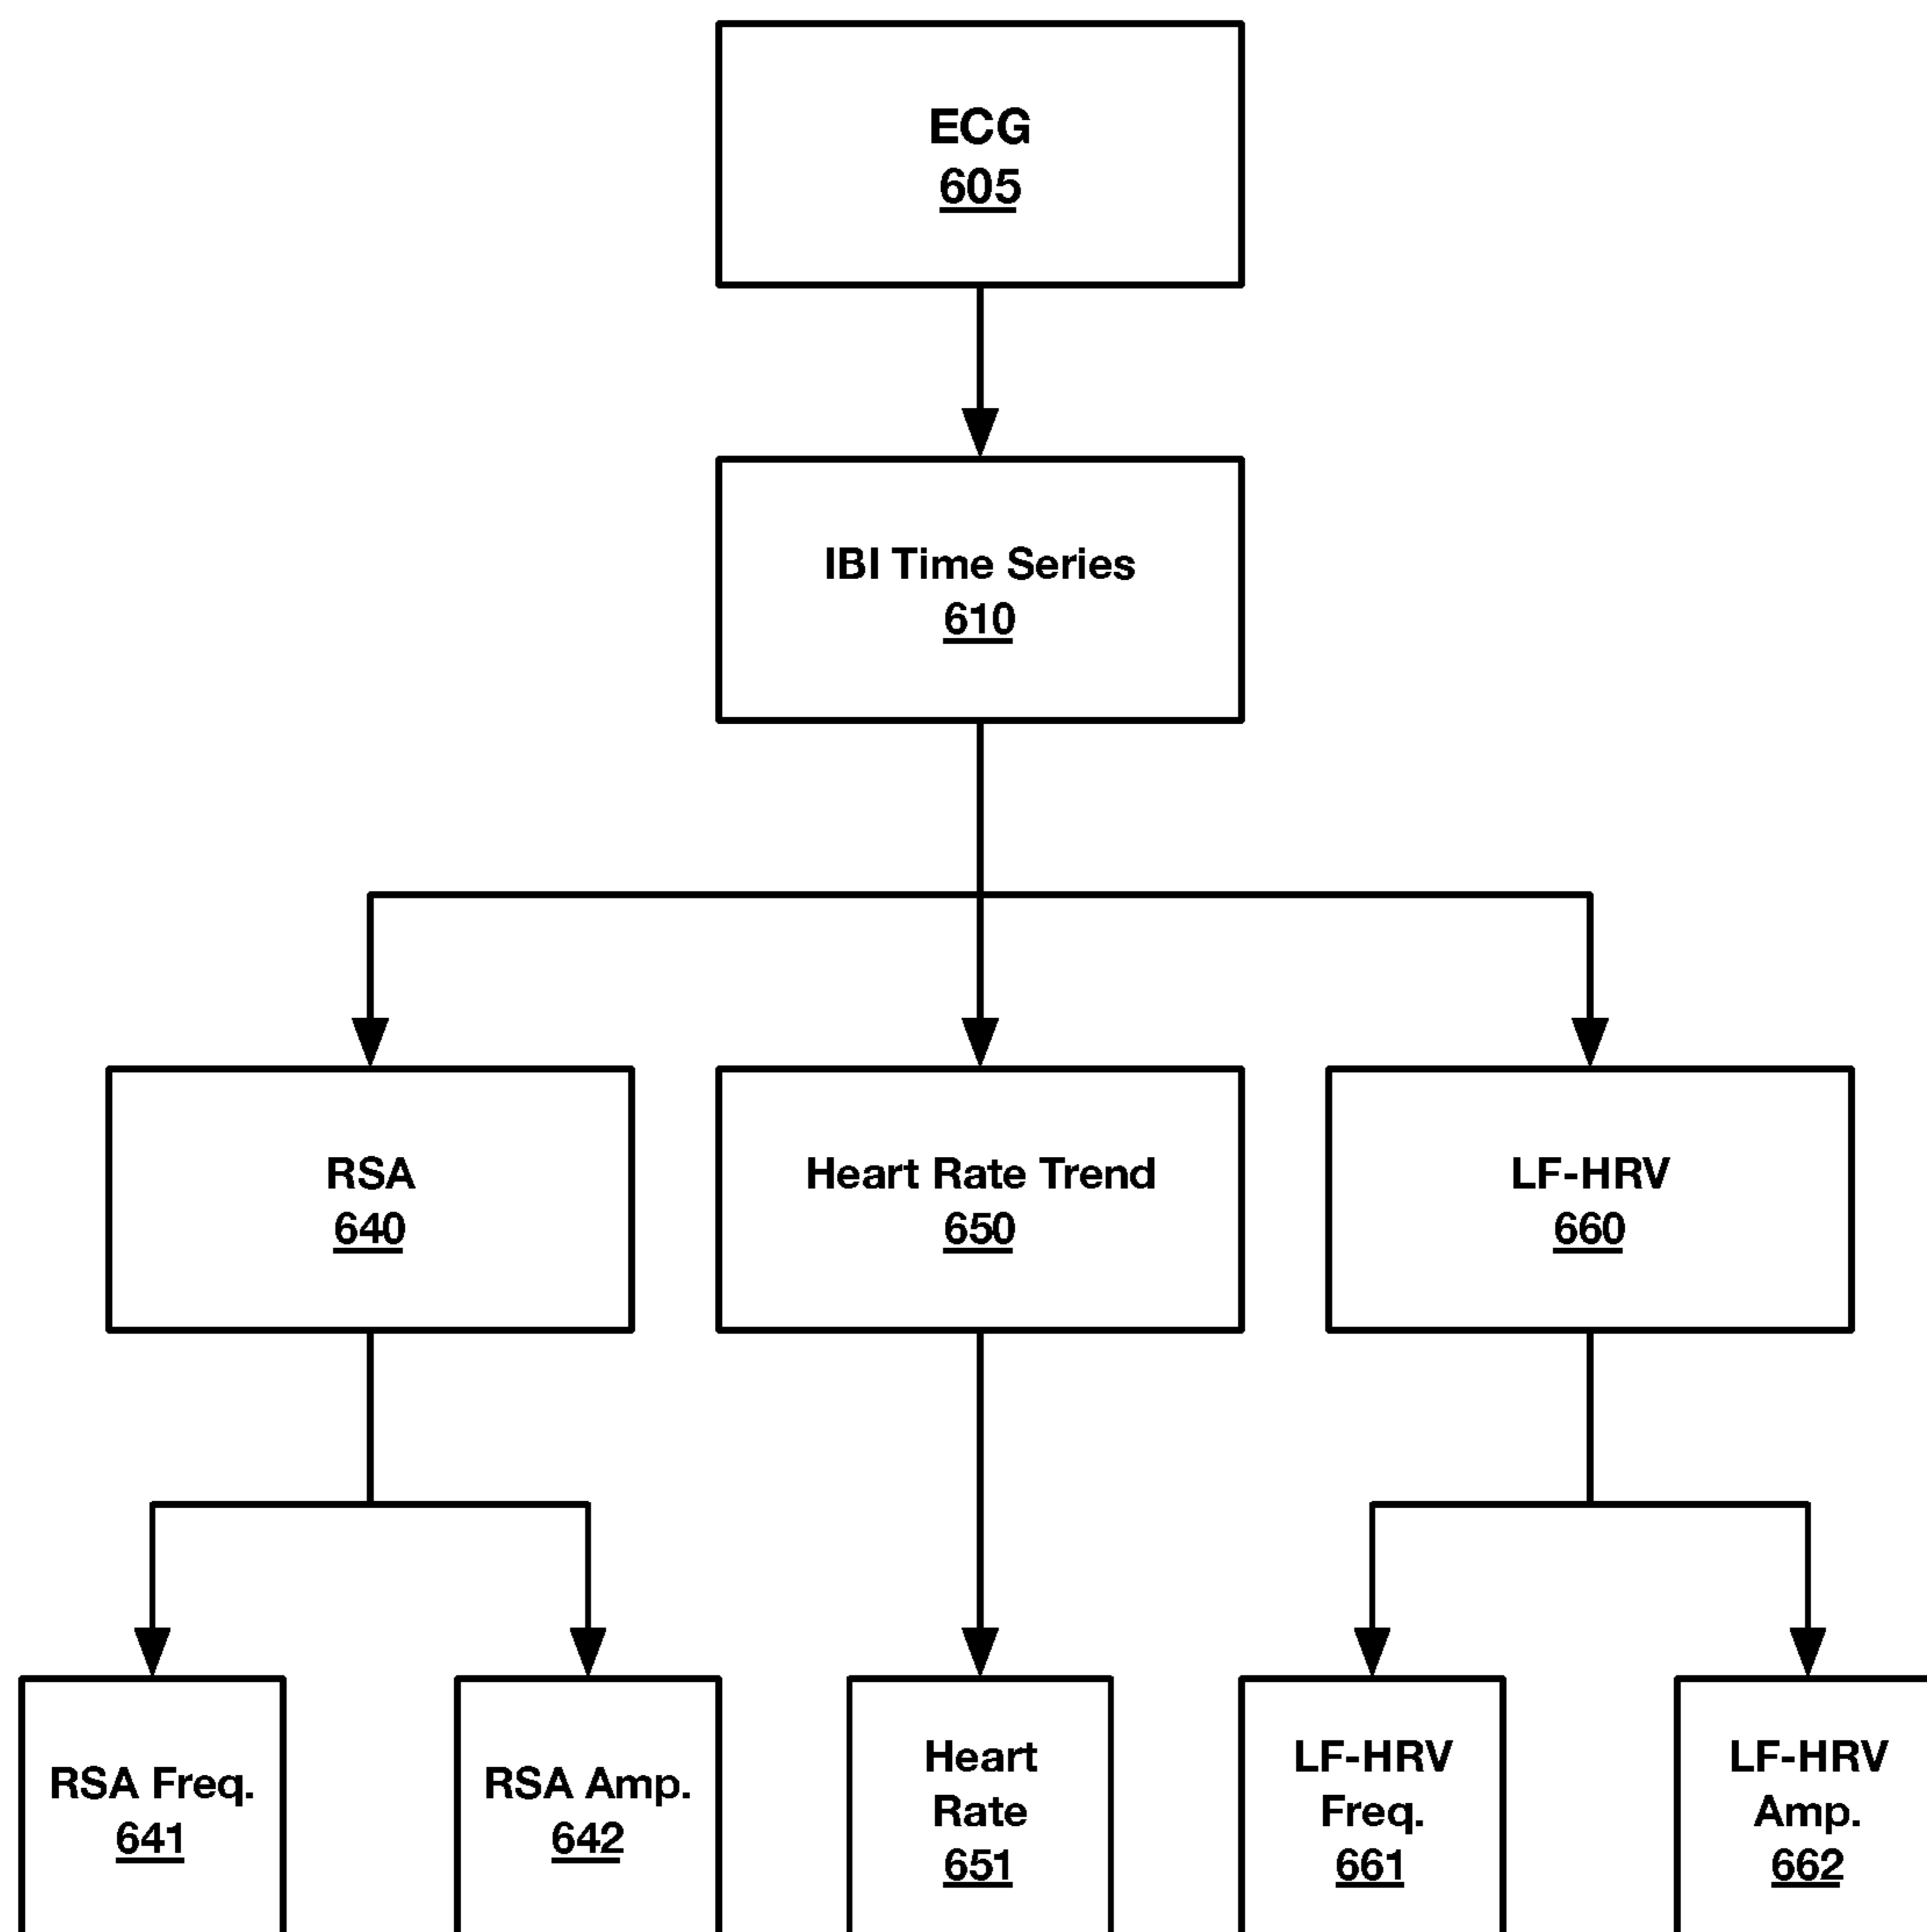 ECG
605
IBI Time Series
610
RSA
640
Heart Rate Trend
650
LF-HRV
660
RSA Freq.
641
RSA Amp.
642
Heart
Rate
651
LF-HRV
Freq.
661
LF-HRV
Amp.
662